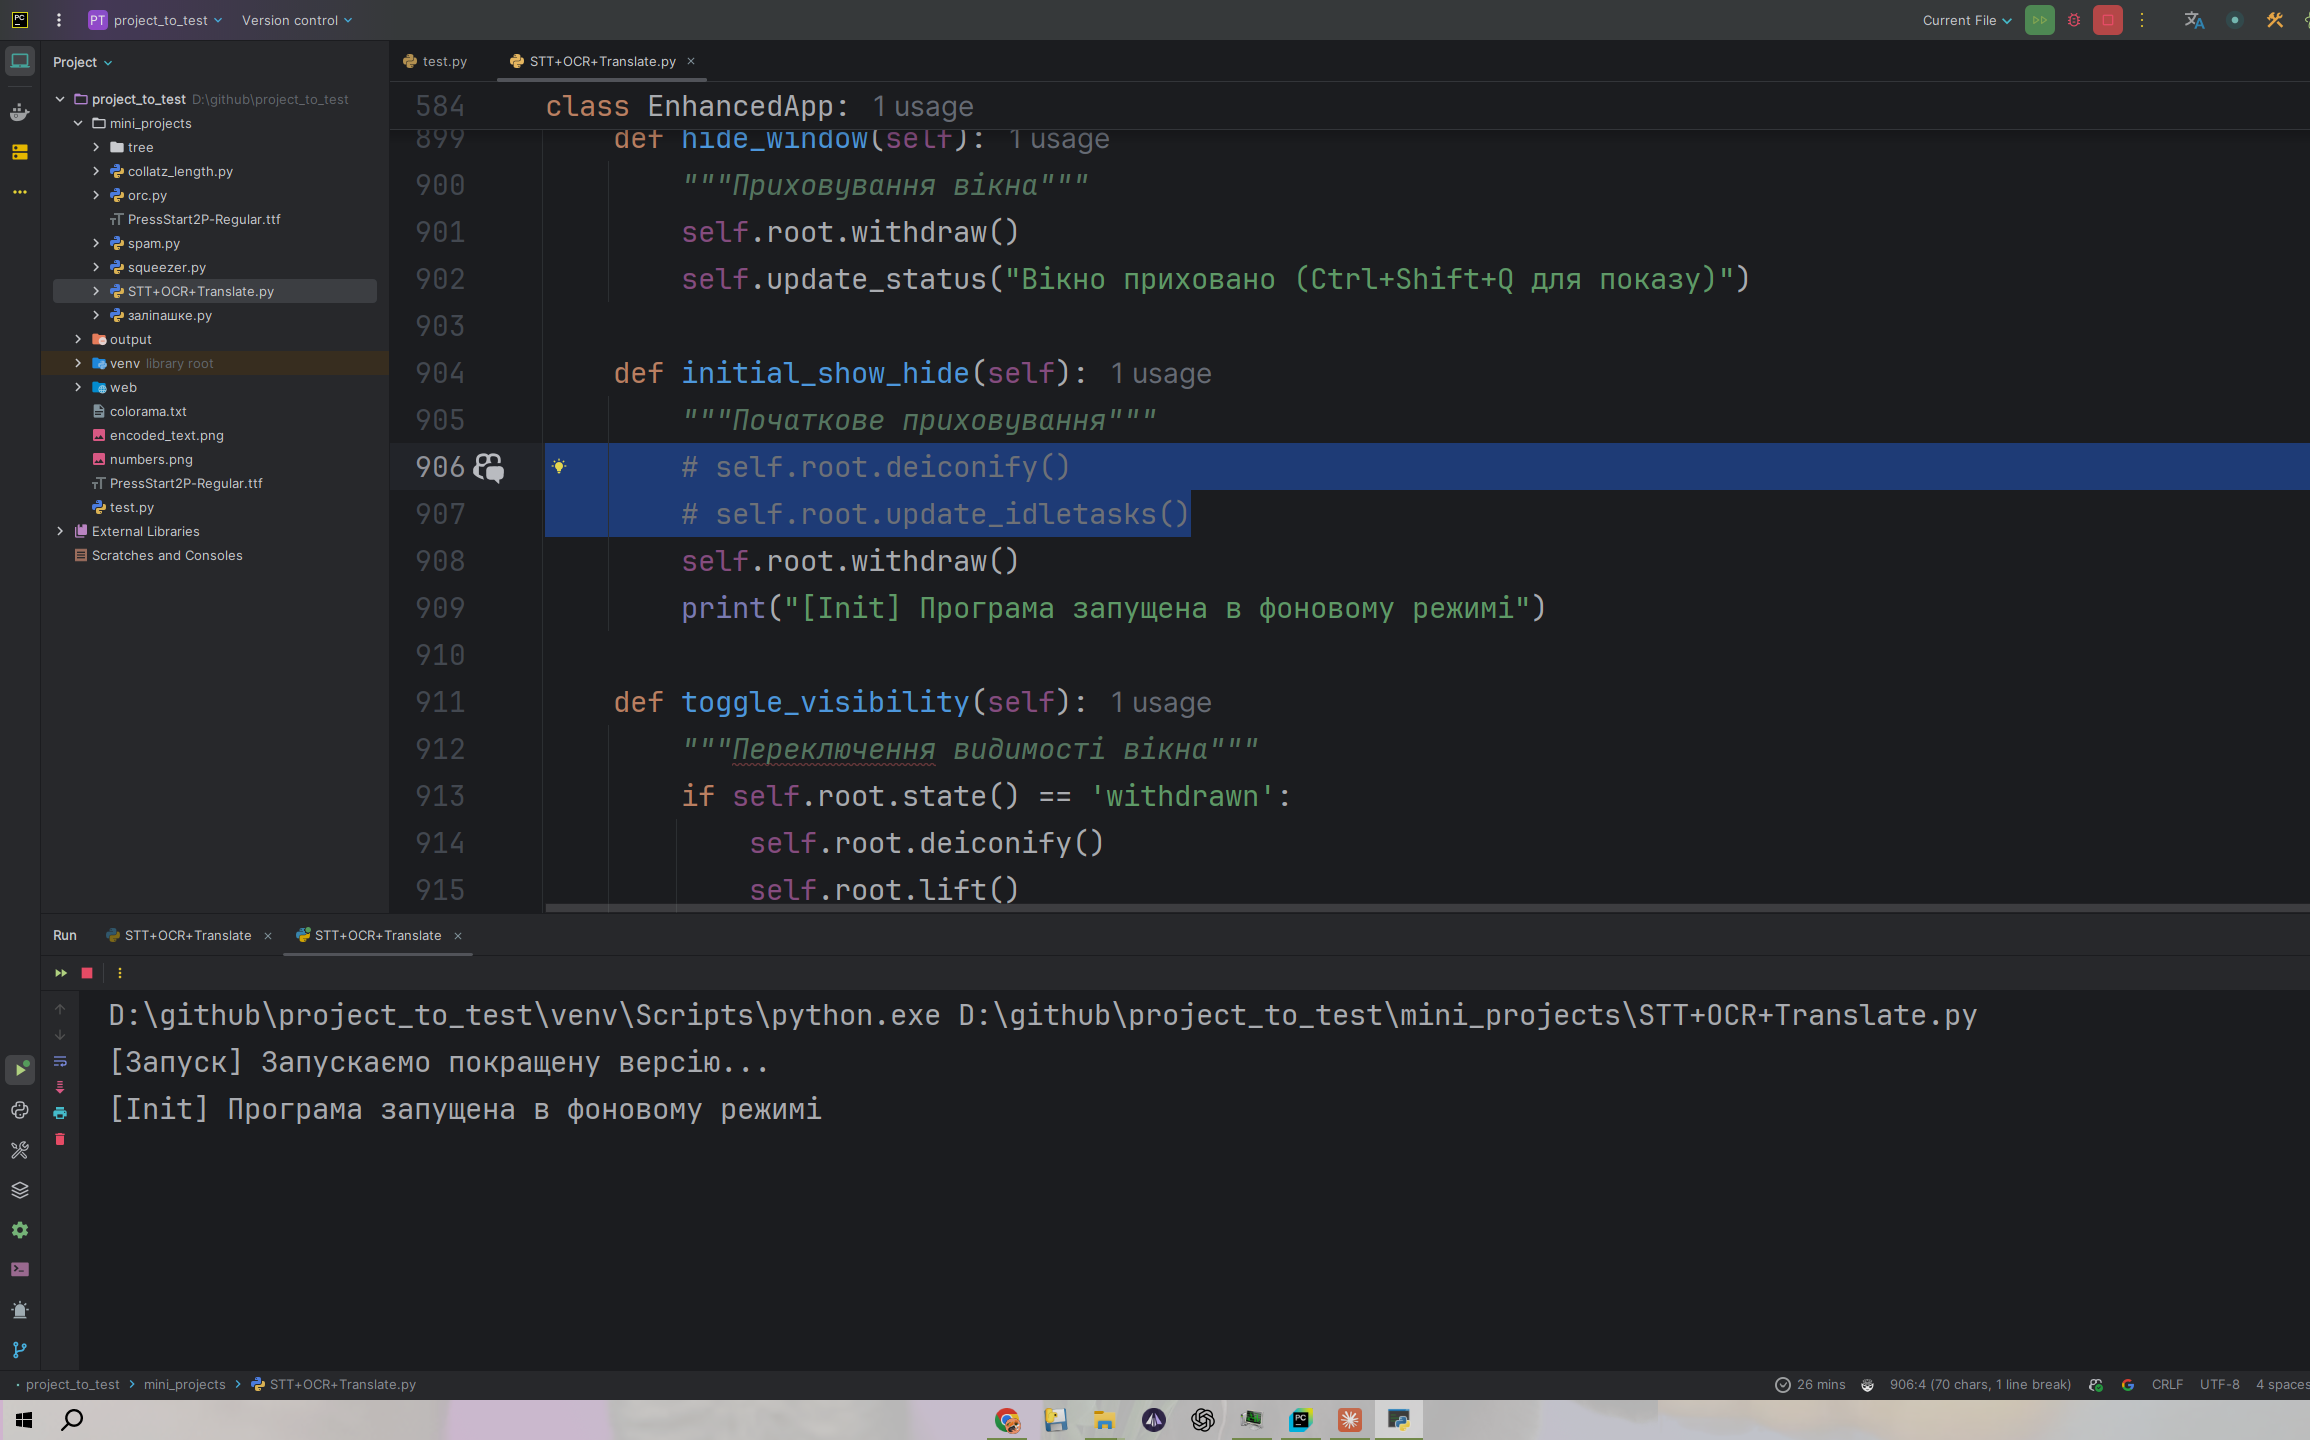 PC
PT project_to_test Version control Current File
Project
test.py STT+OCR+Translate.py
project_to_test D:\github\project_to_test
mini_projects
tree
collatz_length.py
orc.py
PressStart2P-Regular.ttf
spam.py
squeezer.py
STT+OCR+Translate.py
заліпашке.py
output
venv library root
web
colorama.txt
encoded_text.png
numbers.png
PressStart2P-Regular.ttf
test.py
External Libraries
Scratches and Consoles
584 class EnhancedApp: 1 usage
899 def hide_window(self): 1 usage
900 """Приховування вікна"""
901 self.root.withdraw()
902 self.update_status("Вікно приховано (Ctrl+Shift+Q для показу)")
903
904 def initial_show_hide(self): 1 usage
905 """Початкове приховування"""
906 # self.root.deiconify()
907 # self.root.update_idletasks()
908 self.root.withdraw()
909 print("[Init] Програма запущена в фоновому режимі")
910
911 def toggle_visibility(self): 1 usage
912 """Переключення видимості вікна"""
913 if self.root.state() == 'withdrawn':
914 self.root.deiconify()
915 self.root.lift()
Run STT+OCR+Translate STT+OCR+Translate
D:\github\project_to_test\venv\Scripts\python.exe D:\github\project_to_test\mini_projects\STT+OCR+Translate.py
[Запуск] Запускаємо покращену версію...
[Init] Програма запущена в фоновому режимі
project_to_test mini_projects STT+OCR+Translate.py 26 mins 906:4 (70 chars, 1 line break) CRLF UTF-8 4 spaces
PC